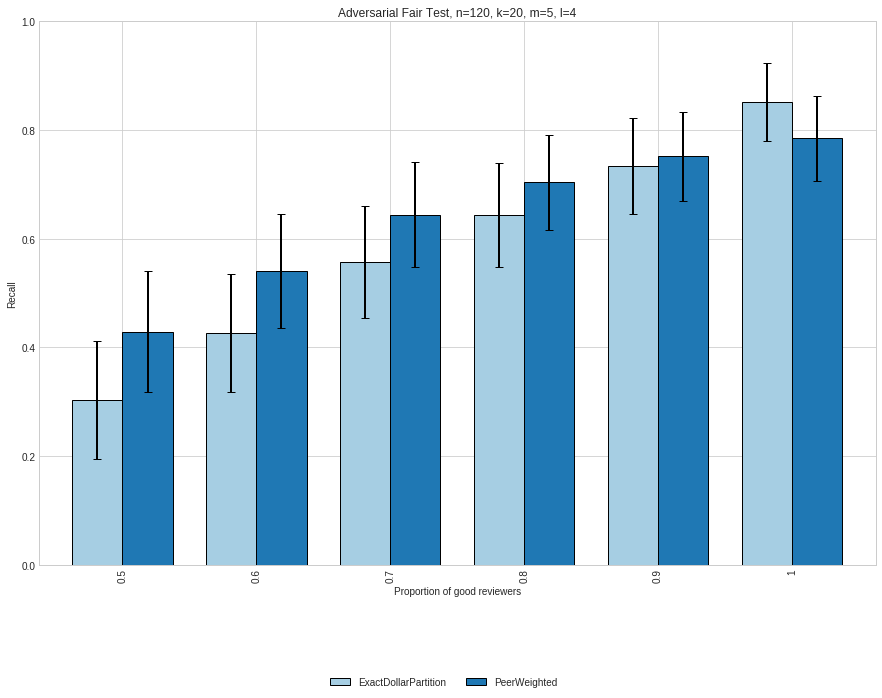 Adversarial Fair Test, n=120, k=20, m=5, l=4
1.0
0.8
0.6
0.4
0.2
0.0
Recall
0.5
0.6
0.7
0.8
0.9
1
Proportion of good reviewers
ExactDollarPartition
PeerWeighted